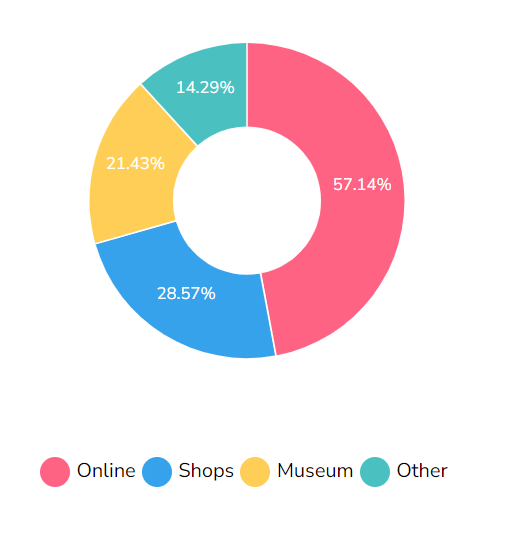 14.29%
57.14%
21.43%
28.57%
Online Shops Museum Other